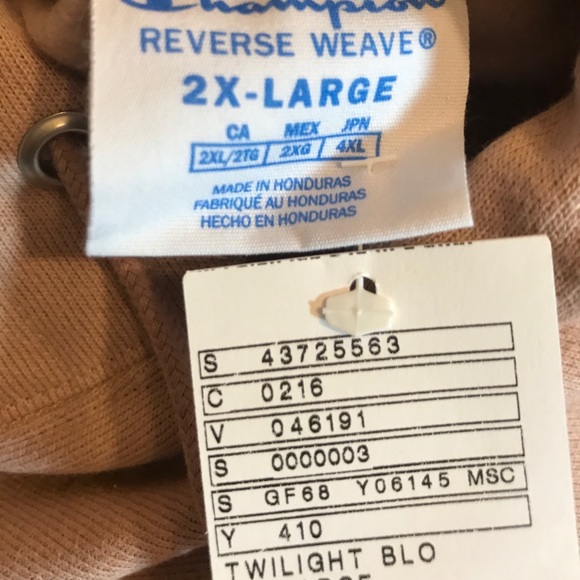 Champion
REVERSE WEAVE®
2X-LARGE
CA MEX JPN
2XL/2TG 2XG 4XL
MADE IN HONDURAS
FABRIQUÉ AU HONDURAS
HECHO EN HONDURAS
S 43725563
C 0216
V 046191
S 0000003
S GF68 Y06145 MSC
Y 410
TWILIGHT BLO